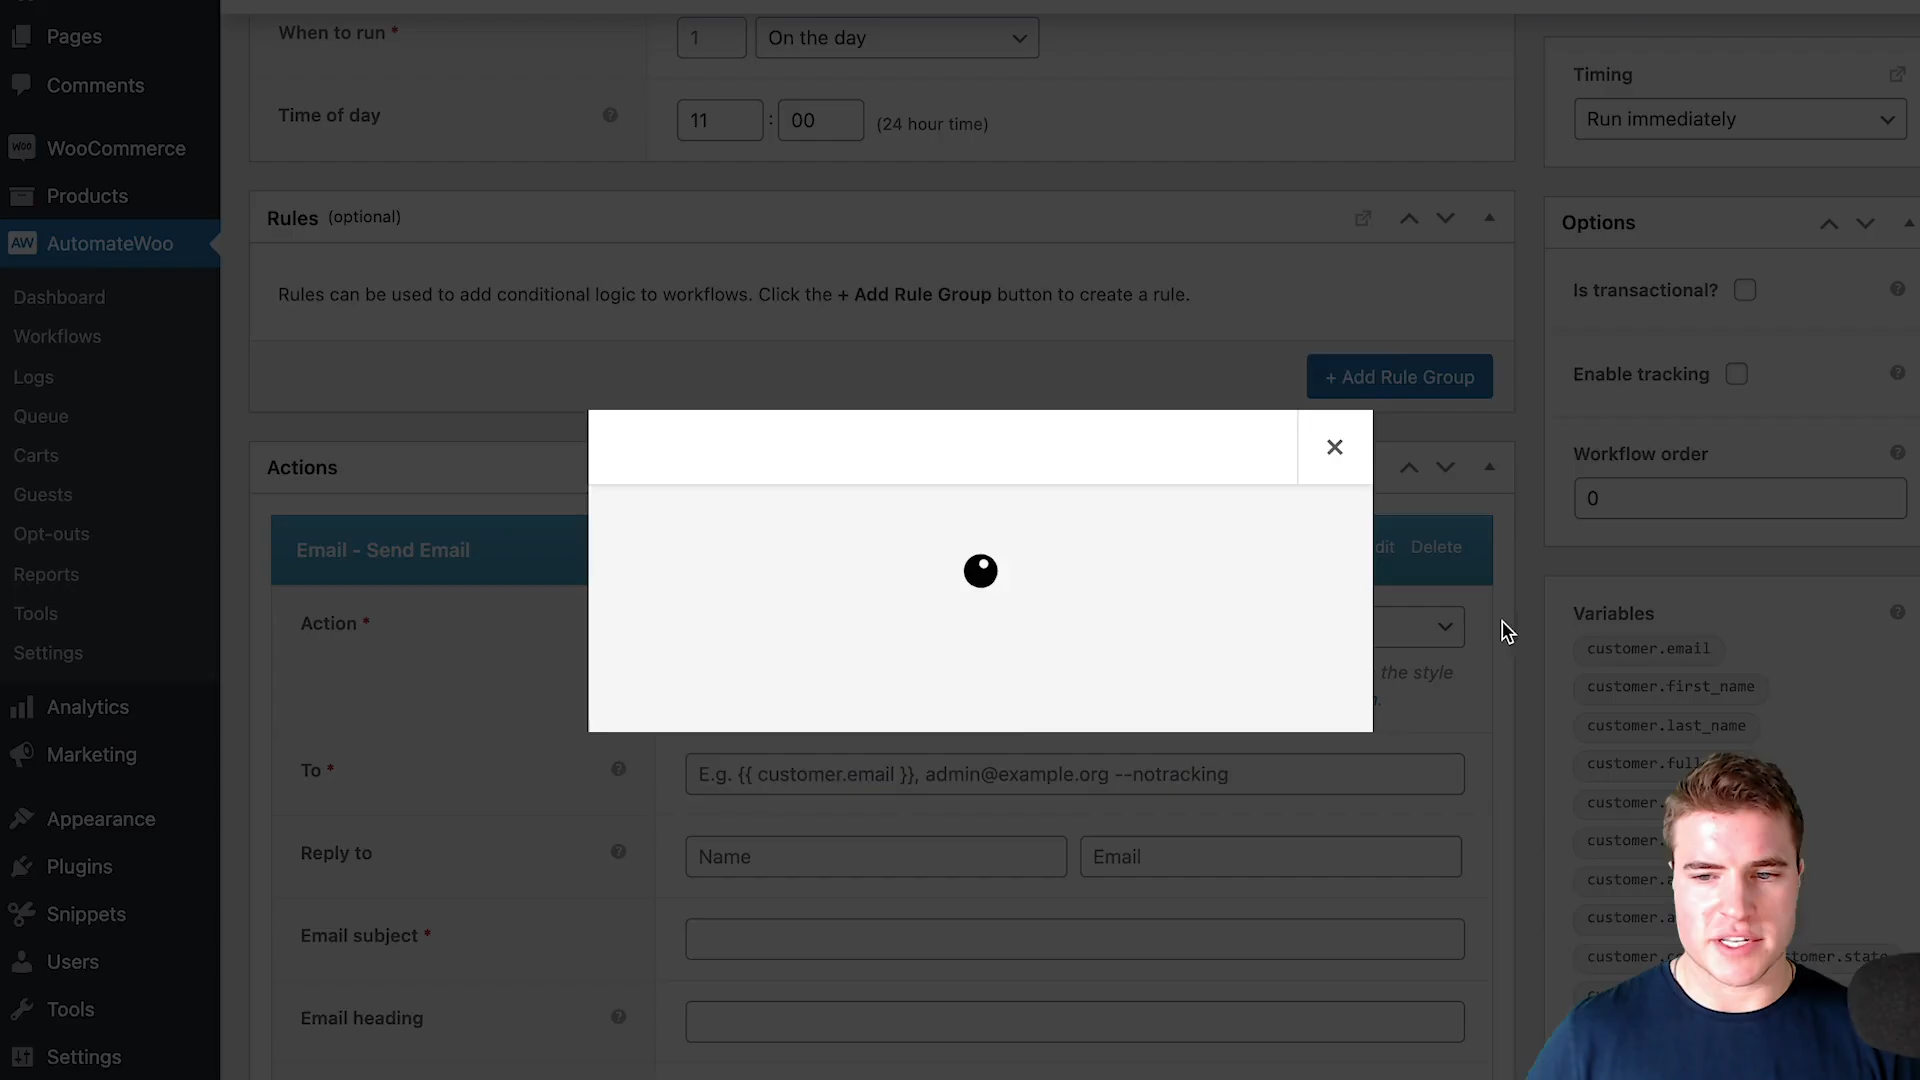 Pages
Comments
WooCommerce
Products
AutomateWoo
Dashboard
Workflows
Logs
Queue
Carts
Guests
Opt-outs
Reports
Tools
Settings
Analytics
Marketing
Appearance
Plugins
Snippets
Users
Tools
Settings
When to run *
1
On the day
Time of day
11 : 00 (24 hour time)
Rules (optional)
Rules can be used to add conditional logic to workflows. Click the + Add Rule Group button to create a rule.
+ Add Rule Group
Actions
Email - Send Email
Delete
Action *
the style
To *
E.g. {{ customer.email }}, admin@example.org --notracking
Reply to
Name
Email
Email subject *
Email heading
Timing
Run immediately
Options
Is transactional?
Enable tracking
Workflow order
0
Variables
customer.email
customer.first_name
customer.last_name